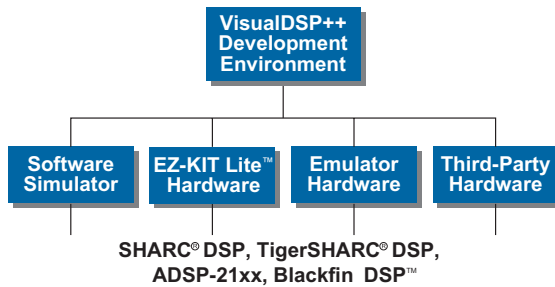 VisualDSP++
Development
Environment
Software
Simulator
EZ-KIT Lite™
Hardware
Emulator
Hardware
Third-Party
Hardware
SHARC® DSP, TigerSHARC® DSP,
ADSP-21xx, Blackfin DSP™